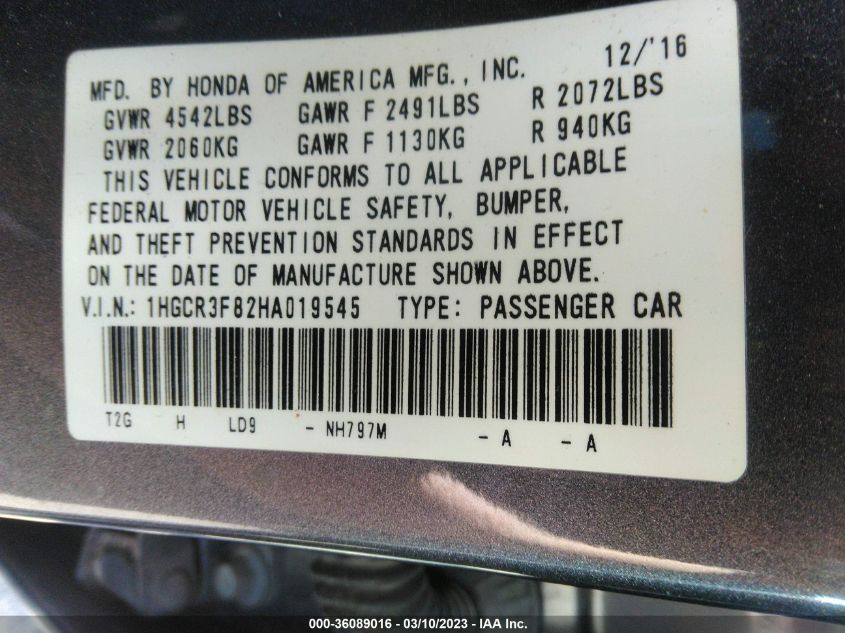 MFD. BY HONDA OF AMERICA MFG., INC. 12/'16
GVWR 4542LBS GAWR F 2491LBS R 2072LBS
GVWR 2060KG GAWR F 1130KG R 940KG
THIS VEHICLE CONFORMS TO ALL APPLICABLE
FEDERAL MOTOR VEHICLE SAFETY, BUMPER,
AND THEFT PREVENTION STANDARDS IN EFFECT
ON THE DATE OF MANUFACTURE SHOWN ABOVE.
V.I.N.: 1HGCR3F82HA019545 TYPE: PASSENGER CAR
T2G H LD9 - NH797M - A - A
000-36089016 - 03/10/2023 - IAA Inc.